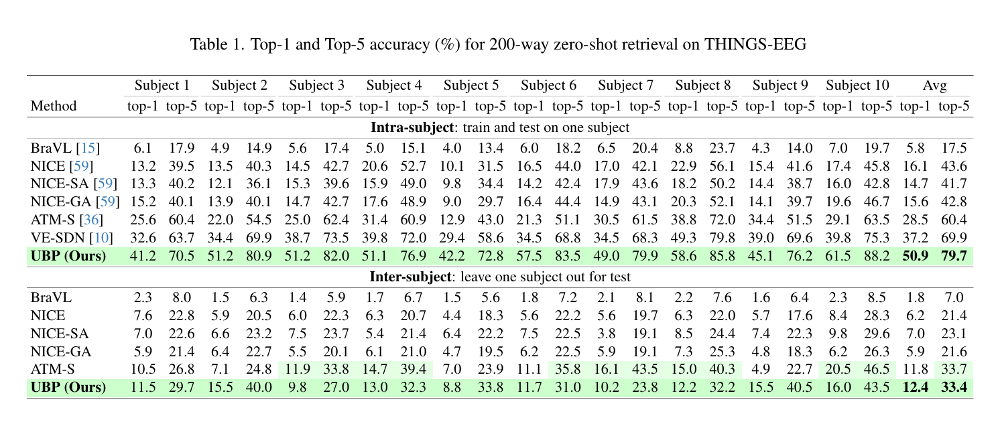 Table 1. Top-1 and Top-5 accuracy (%) for 200-way zero-shot retrieval on THINGS-EEG
Subject 1 Subject 2 Subject 3 Subject 4 Subject 5 Subject 6 Subject 7 Subject 8 Subject 9 Subject 10 Avg
Method top-1 top-5 top-1 top-5 top-1 top-5 top-1 top-5 top-1 top-5 top-1 top-5 top-1 top-5 top-1 top-5 top-1 top-5 top-1 top-5 top-1 top-5
Intra-subject: train and test on one subject
BraVL [15] 6.1 17.9 4.9 14.9 5.6 17.4 5.0 15.1 4.0 13.4 6.0 18.2 6.5 20.4 8.8 23.7 4.3 14.0 7.0 19.7 5.8 17.5
NICE [59] 13.2 39.5 13.5 40.3 14.5 42.7 20.6 52.7 10.1 31.5 16.5 44.0 17.0 42.1 22.9 56.1 15.4 41.6 17.4 45.8 16.1 43.6
NICE-SA [59] 13.3 40.2 12.1 36.1 15.3 39.6 15.9 49.0 9.8 34.4 14.2 42.4 17.9 43.6 18.2 50.2 14.4 38.7 16.0 42.8 14.7 41.7
NICE-GA [59] 15.2 40.1 13.9 40.1 14.7 42.7 17.6 48.9 9.0 29.7 16.4 44.4 14.9 43.1 20.3 52.1 14.1 39.7 19.6 46.7 15.6 42.8
ATM-S [36] 25.6 60.4 22.0 54.5 25.0 62.4 31.4 60.9 12.9 43.0 21.3 51.1 30.5 61.5 38.8 72.0 34.4 51.5 29.1 63.5 28.5 60.4
VE-SDN [10] 32.6 63.7 34.4 69.9 38.7 73.5 39.8 72.0 29.4 58.6 34.5 68.8 34.5 68.3 49.3 79.8 39.0 69.6 39.8 75.3 37.2 69.9
UBP (Ours) 41.2 70.5 51.2 80.9 51.2 82.0 51.1 76.9 42.2 72.8 57.5 83.5 49.0 79.9 58.6 85.8 45.1 76.2 61.5 88.2 50.9 79.7
Inter-subject: leave one subject out for test
BraVL 2.3 8.0 1.5 6.3 1.4 5.9 1.7 6.7 1.5 5.6 1.8 7.2 2.1 8.1 2.2 7.6 1.6 6.4 2.3 8.5 1.8 7.0
NICE 7.6 22.8 5.9 20.5 6.0 22.3 6.3 20.7 4.4 18.3 5.6 22.2 5.6 19.7 6.3 22.0 5.7 17.6 8.4 28.3 6.2 21.4
NICE-SA 7.0 22.6 6.6 23.2 7.5 23.7 5.4 21.4 6.4 22.2 7.5 22.5 3.8 19.1 8.5 24.4 7.4 22.3 9.8 29.6 7.0 23.1
NICE-GA 5.9 21.4 6.4 22.7 5.5 20.1 6.1 21.0 4.7 19.5 6.2 22.5 5.9 19.1 7.3 25.3 4.8 18.3 6.2 26.3 5.9 21.6
ATM-S 10.5 26.8 7.1 24.8 11.9 33.8 14.7 39.4 7.0 23.9 11.1 35.8 16.1 43.5 15.0 40.3 4.9 22.7 20.5 46.5 11.8 33.7
UBP (Ours) 11.5 29.7 15.5 40.0 9.8 27.0 13.0 32.3 8.8 33.8 11.7 31.0 10.2 23.8 12.2 32.2 15.5 40.5 16.0 43.5 12.4 33.4